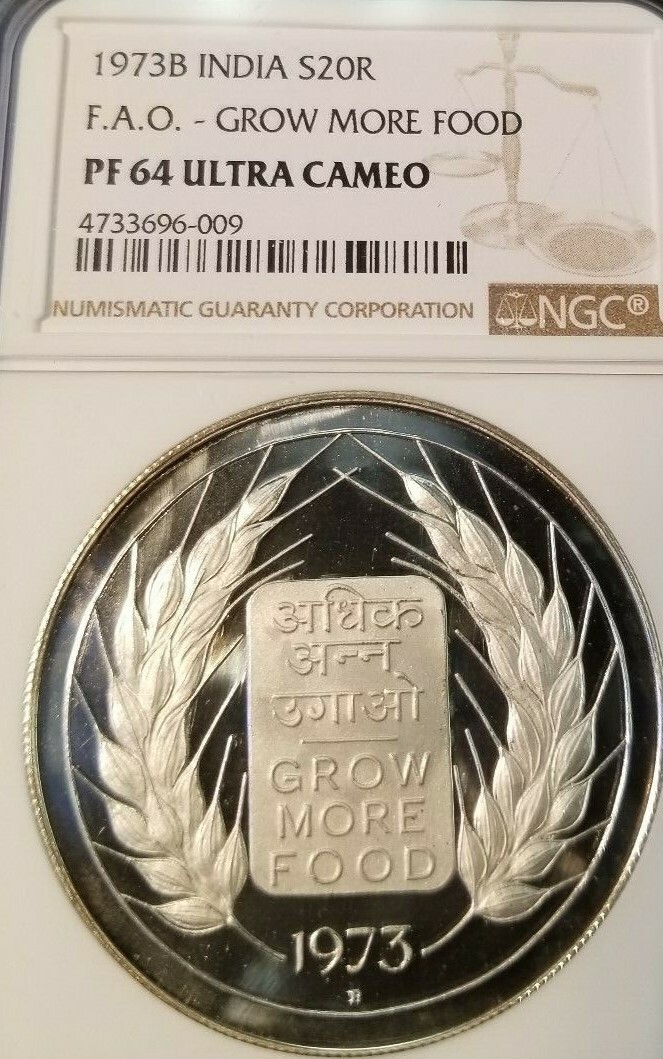 1973B INDIA S20R
F.A.O. - GROW MORE FOOD
PF 64 ULTRA CAMEO
4733696-009
NUMISMATIC GUARANTY CORPORATION
NGC®
अधिक
अन्न
उगाओ
GROW
MORE
FOOD
1973
B